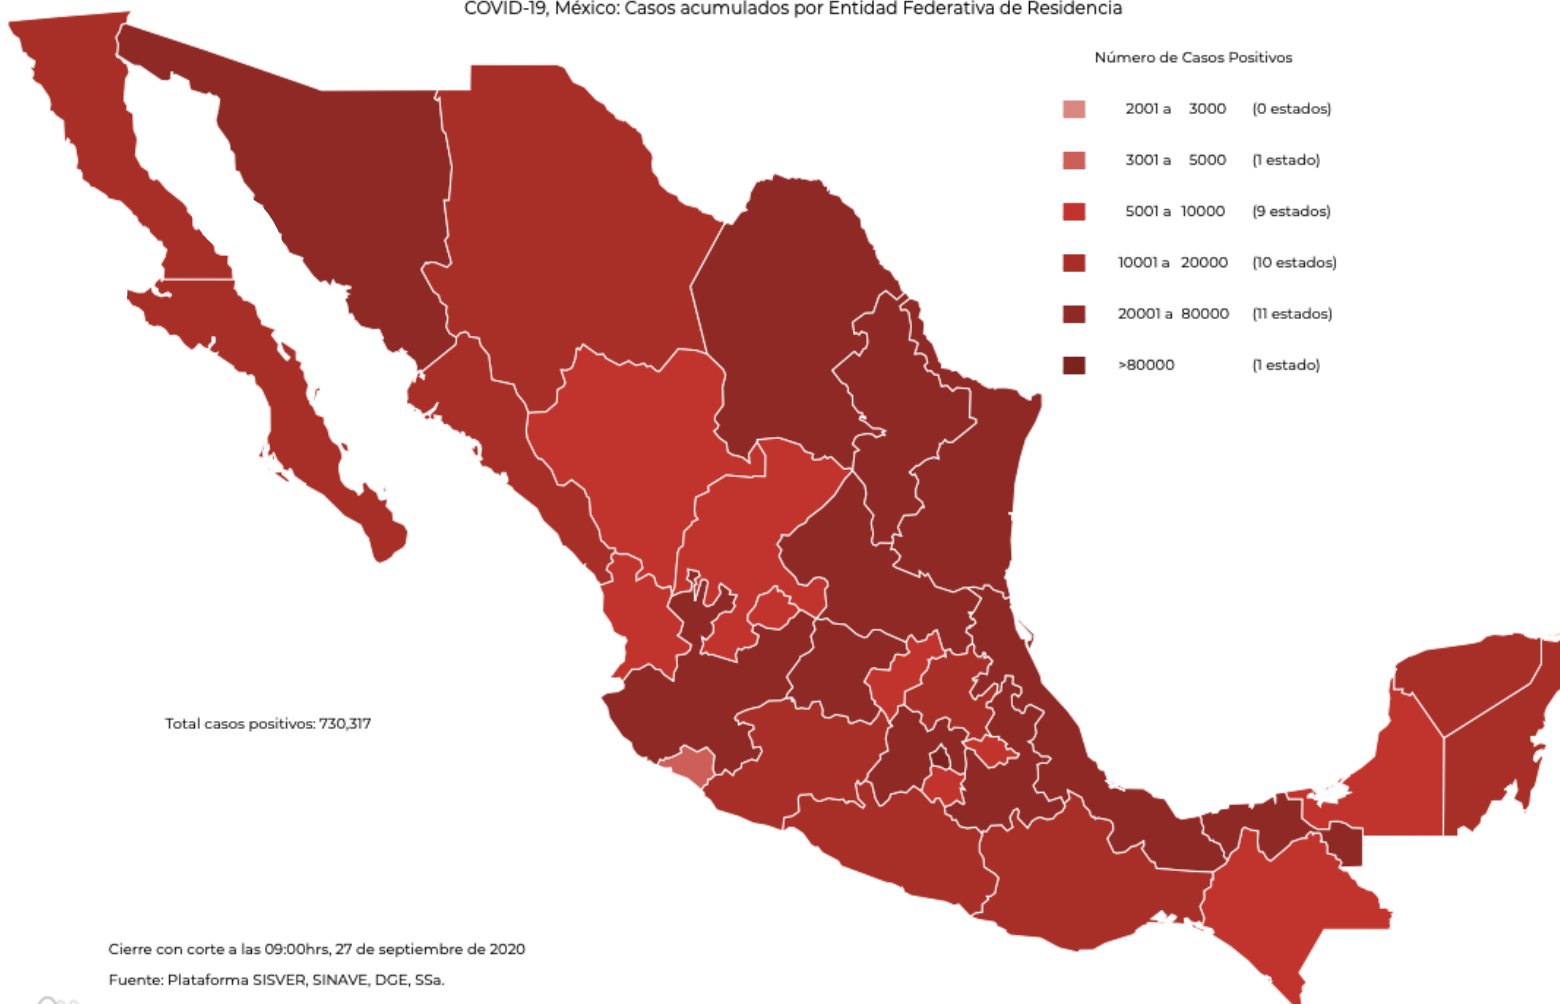 COVID-19, México: Casos acumulados por Entidad Federativa de Residencia
Número de Casos Positivos
2001 a 3000 (0 estados)
3001 a 5000 (1 estado)
5001 a 10000 (9 estados)
10001 a 20000 (10 estados)
20001 a 80000 (11 estados)
>80000 (1 estado)
Total casos positivos: 730,317
Cierre con corte a las 09:00hrs, 27 de septiembre de 2020
Fuente: Plataforma SISVER, SINAVE, DGE, SSa.